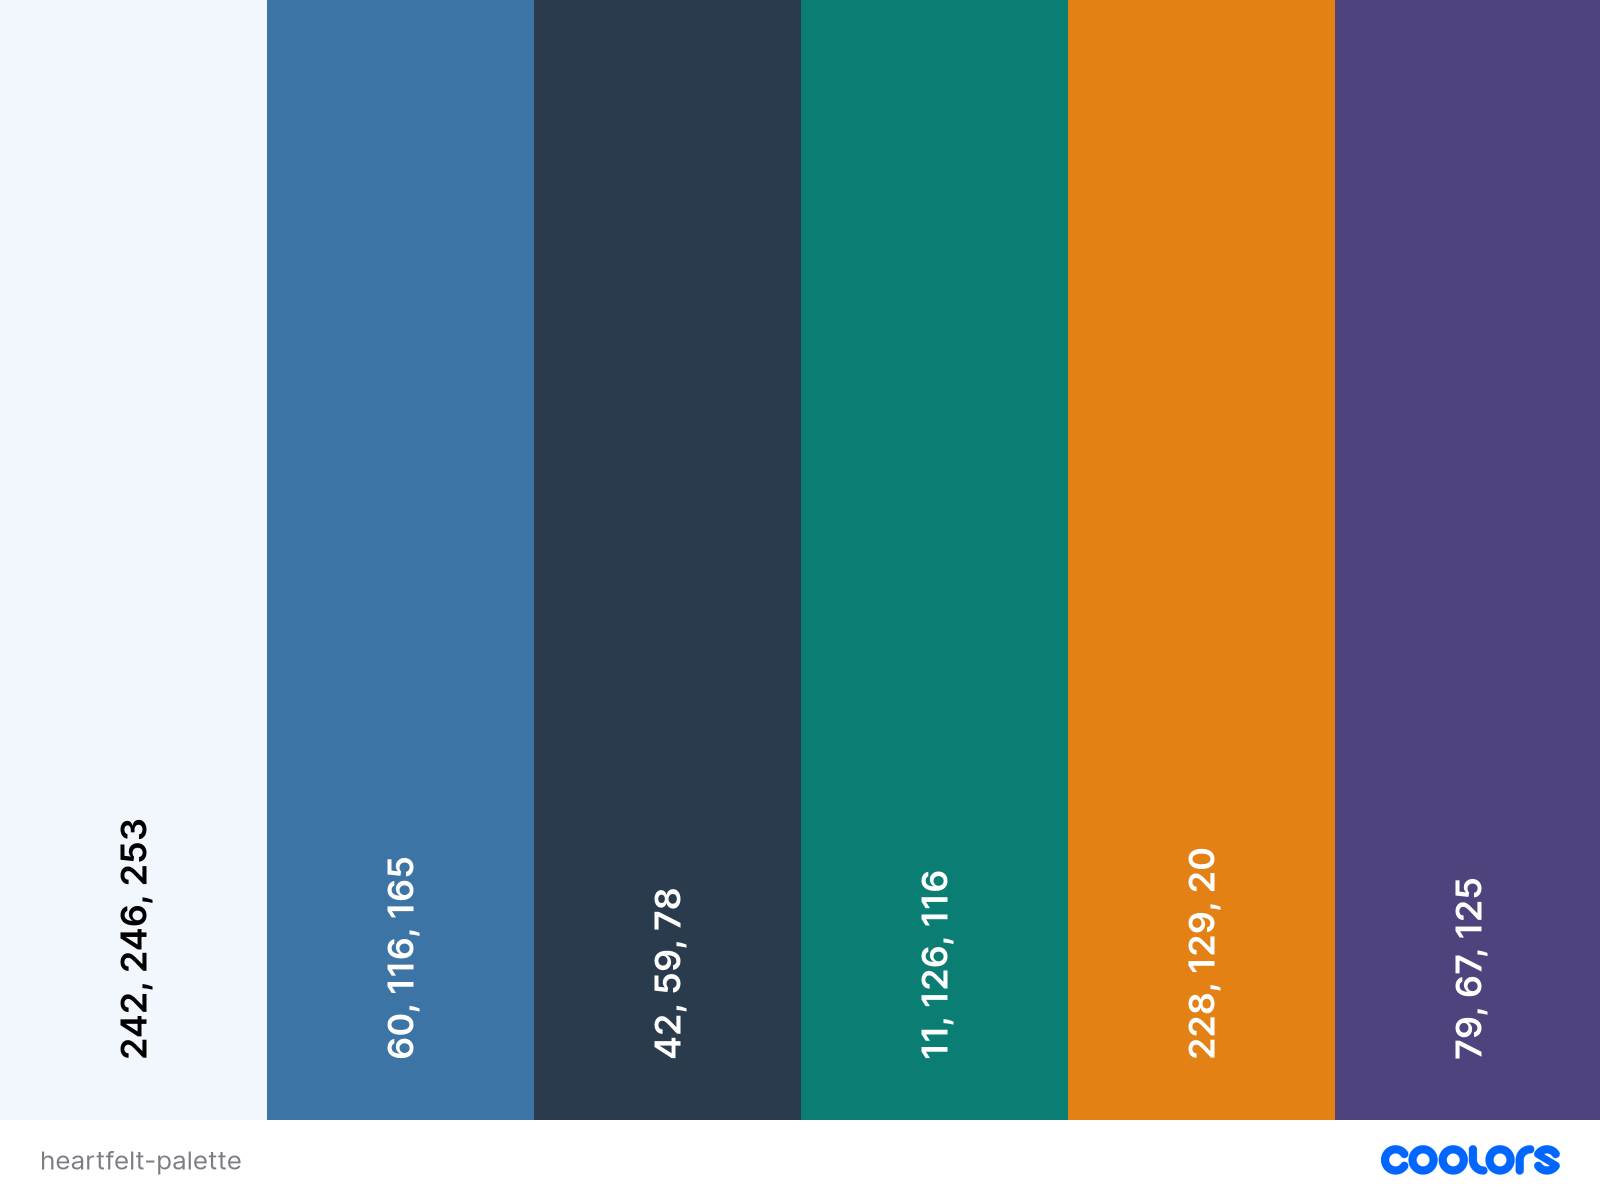 242, 246, 253
60, 116, 165
42, 59, 78
11, 126, 116
228, 129, 20
79, 67, 125
heartfelt-palette
coolors